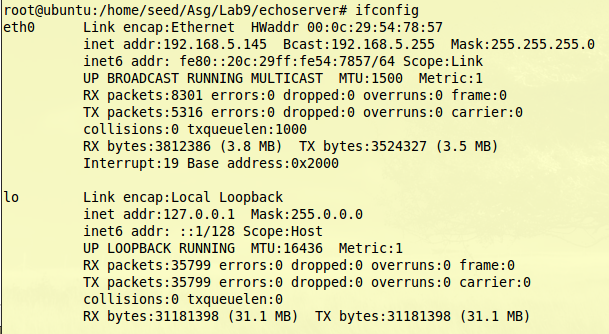 root@ubuntu:/home/seed/Asg/Lab9/echoserver# ifconfig
eth0      Link encap:Ethernet  HWaddr 00:0c:29:54:78:57
          inet addr:192.168.5.145  Bcast:192.168.5.255  Mask:255.255.255.0
          inet6 addr: fe80::20c:29ff:fe54:7857/64 Scope:Link
          UP BROADCAST RUNNING MULTICAST  MTU:1500  Metric:1
          RX packets:8301 errors:0 dropped:0 overruns:0 frame:0
          TX packets:5316 errors:0 dropped:0 overruns:0 carrier:0
          collisions:0 txqueuelen:1000
          RX bytes:3812386 (3.8 MB)  TX bytes:3524327 (3.5 MB)
          Interrupt:19 Base address:0x2000
lo        Link encap:Local Loopback
          inet addr:127.0.0.1  Mask:255.0.0.0
          inet6 addr: ::1/128 Scope:Host
          UP LOOPBACK RUNNING  MTU:16436  Metric:1
          RX packets:35799 errors:0 dropped:0 overruns:0 frame:0
          TX packets:35799 errors:0 dropped:0 overruns:0 carrier:0
          collisions:0 txqueuelen:0
          RX bytes:31181398 (31.1 MB)  TX bytes:31181398 (31.1 MB)